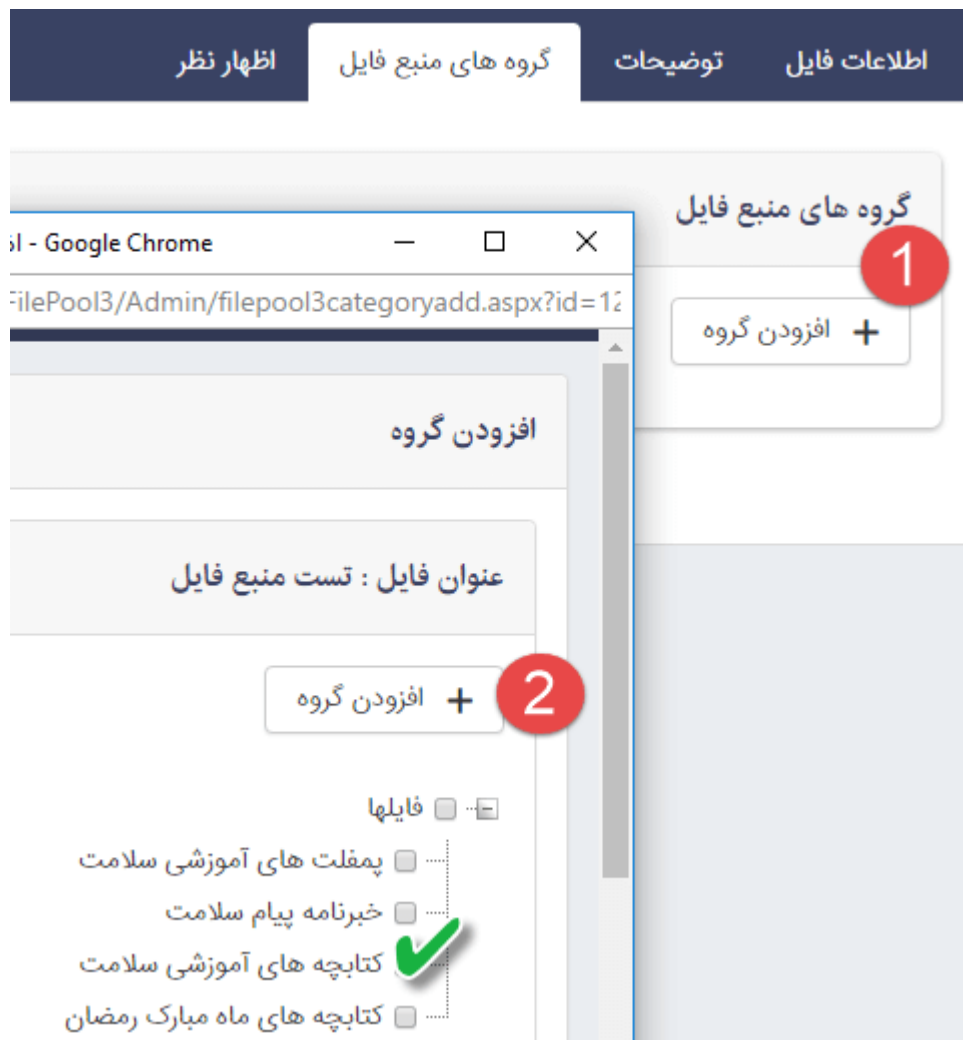 اطلاعات فایل
توضیحات
گروه های منبع فایل
اظهار نظر
گروه های منبع فایل
1
+ افزودن گروه
- Google Chrome
FilePool3/Admin/filepool3categoryadd.aspx?id=12
افزودن گروه
عنوان فایل : تست منبع فایل
+ افزودن گروه
2
فایلها
پمفلت های آموزشی سلامت
خبرنامه پیام سلامت
کتابچه های آموزشی سلامت
کتابچه های ماه مبارک رمضان